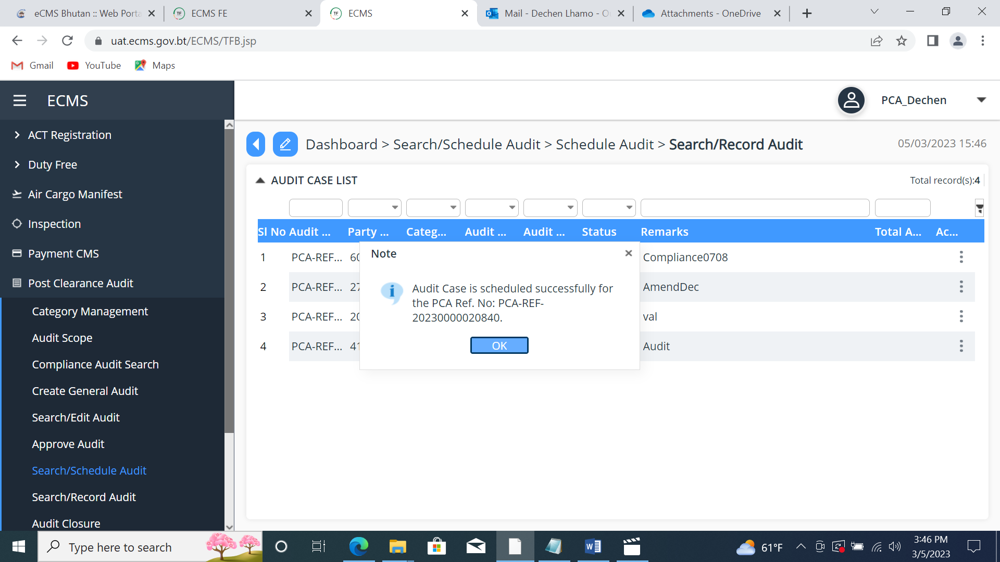 eCMS Bhutan :: Web Porta
ECMS FE
ECMS
Mail - Dechen Lhamo - O
Attachments - OneDrive
uat.ecms.gov.bt/ECMS/TFB.jsp
Gmail
YouTube
Maps
ECMS
PCA_Dechen
ACT Registration
Duty Free
Air Cargo Manifest
Inspection
Payment CMS
Post Clearance Audit
Category Management
Audit Scope
Compliance Audit Search
Create General Audit
Search/Edit Audit
Approve Audit
Search/Schedule Audit
Search/Record Audit
Audit Closure
Dashboard > Search/Schedule Audit > Schedule Audit > Search/Record Audit
05/03/2023 15:46
AUDIT CASE LIST
Total record(s):4
Sl No Audit ... Party ... Categ... Audit ... Audit ... Status Remarks Total A... Ac...
1 PCA-REF... 60 Compliance0708
2 PCA-REF... 27 AmendDec
3 PCA-REF... 20 val
4 PCA-REF... 41 Audit
Note
Audit Case is scheduled successfully for
the PCA Ref. No: PCA-REF-
20230000020840.
OK
Type here to search
61°F
3:46 PM
3/5/2023